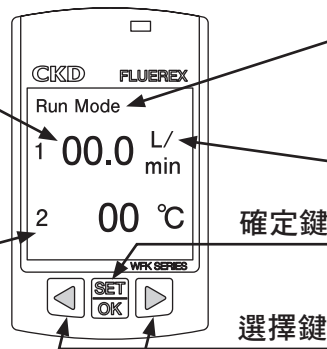 CKD FLUEREX
Run Mode
1 00.0 L/min
2 00 ℃
確定鍵
WFK SERIES
SET
OK
選擇鍵